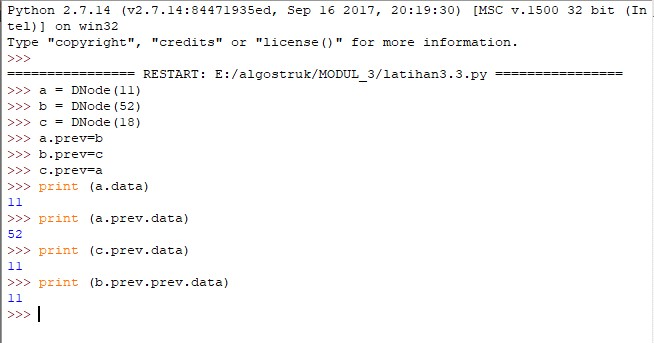 Python 2.7.14 (v2.7.14:84471935ed, Sep 16 2017, 20:19:30) [MSC v.1500 32 bit (In
tel)] on win32
Type "copyright", "credits" or "license()" for more information.
>>>
================ RESTART: E:/algostruk/MODUL_3/latihan3.3.py ================
>>> a = DNode(11)
>>> b = DNode(52)
>>> c = DNode(18)
>>> a.prev=b
>>> b.prev=c
>>> c.prev=a
>>> print (a.data)
11
>>> print (a.prev.data)
52
>>> print (c.prev.data)
11
>>> print (b.prev.prev.data)
11
>>>